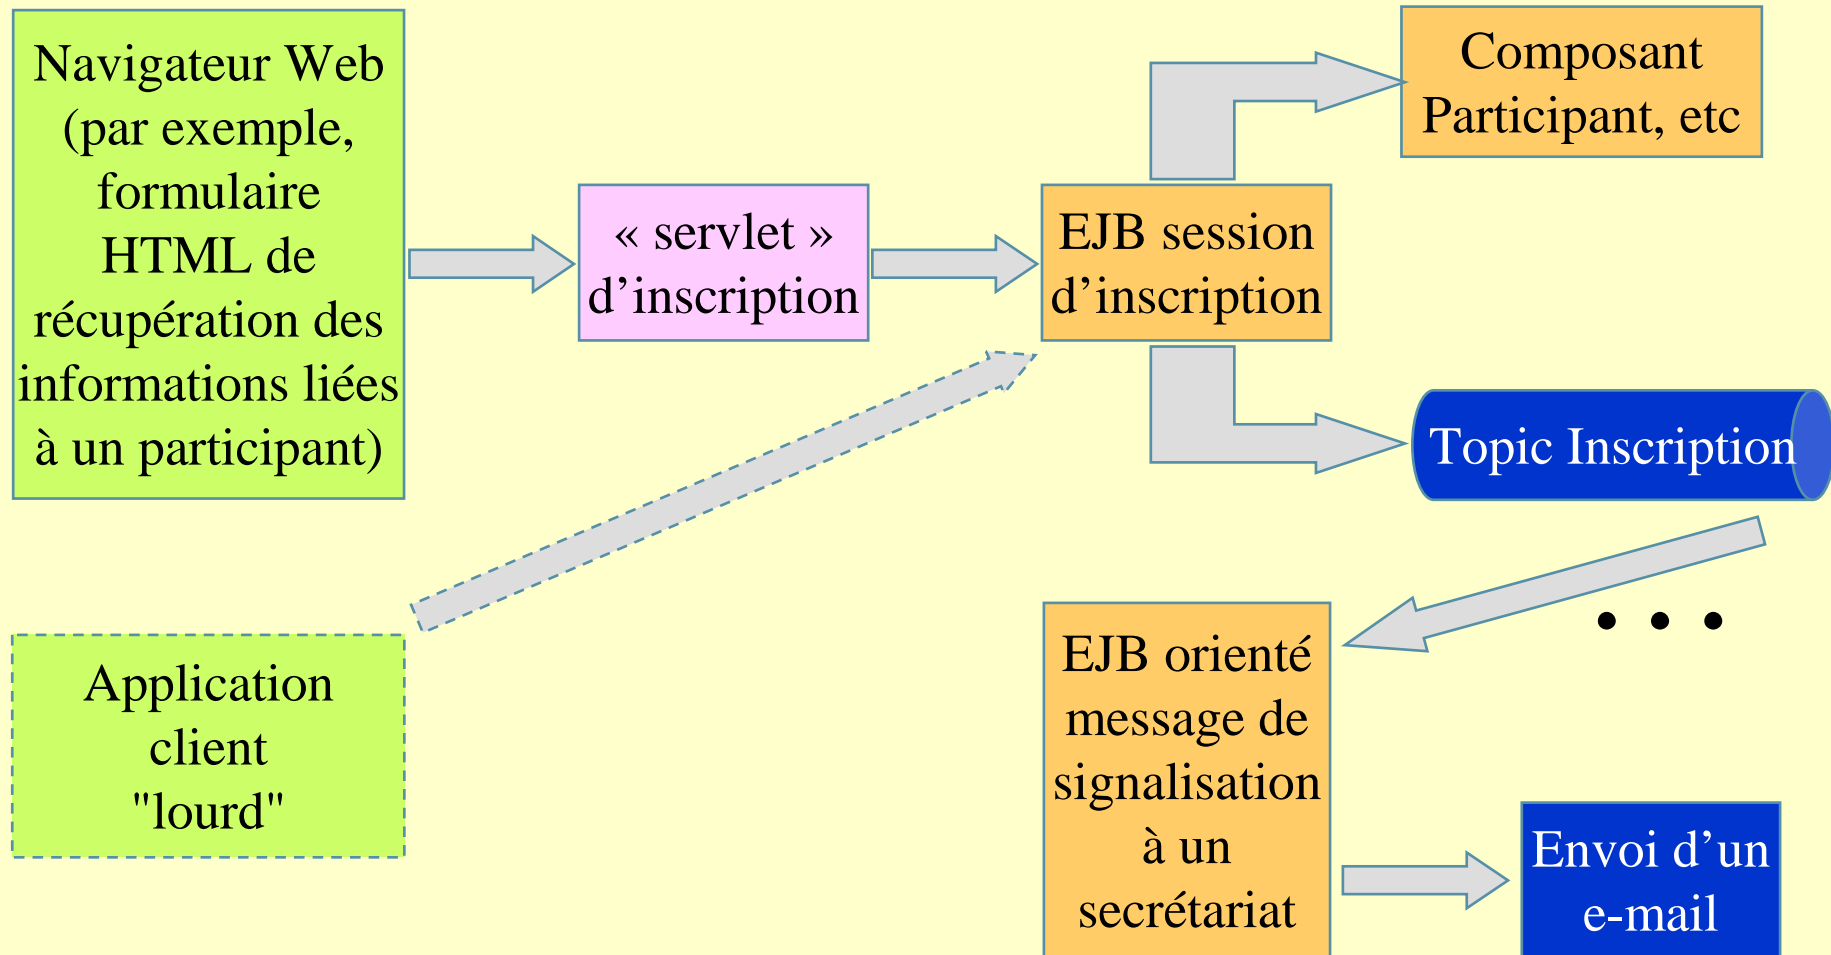 Navigateur Web
(par exemple,
formulaire
HTML de
récupération des
informations liées
à un participant)
« servlet »
d’inscription
EJB session
d’inscription
Composant
Participant, etc
Topic Inscription
Application
client
"lourd"
EJB orienté
message de
signalisation
à un
secrétariat
• • •
Envoi d’un
e-mail